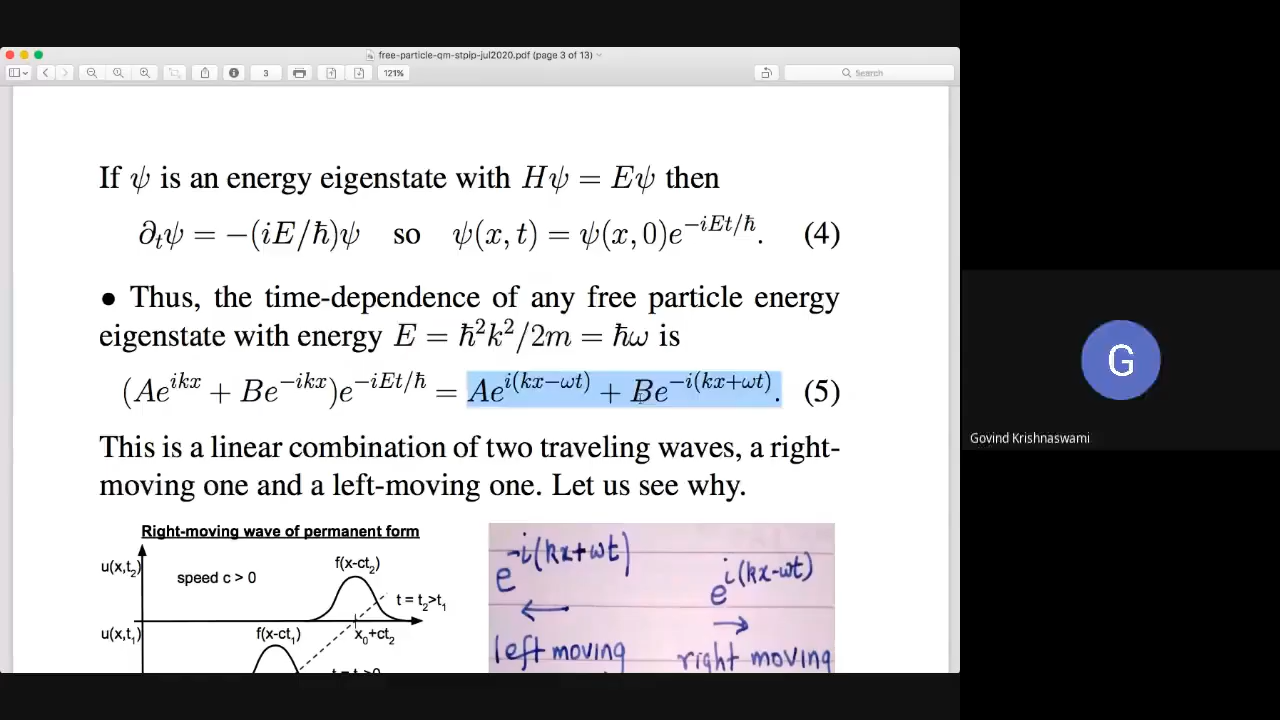 free-particle-qm-stpip-jul2020.pdf (page 3 of 13)
3
121%
Search
If ψ is an energy eigenstate with Hψ = Eψ then
∂ₜψ = −(iE/ħ)ψ so ψ(x, t) = ψ(x, 0)e^{−iEt/ħ}. (4)
• Thus, the time-dependence of any free particle energy
eigenstate with energy E = ħ²k²/2m = ħω is
(Ae^{ikx} + Be^{−ikx})e^{−iEt/ħ} = Ae^{i(kx−ωt)} + Be^{−i(kx+ωt)}. (5)
This is a linear combination of two traveling waves, a right-
moving one and a left-moving one. Let us see why.
Right-moving wave of permanent form
u(x,t₂)
speed c > 0
f(x-ct₂)
t = t₂>t₁
u(x,t₁)
f(x-ct₁)
x₀+ct₂
e^{-i(kx+ωt)}
e^{i(kx-ωt)}
left moving
right moving
G
Govind Krishnaswami